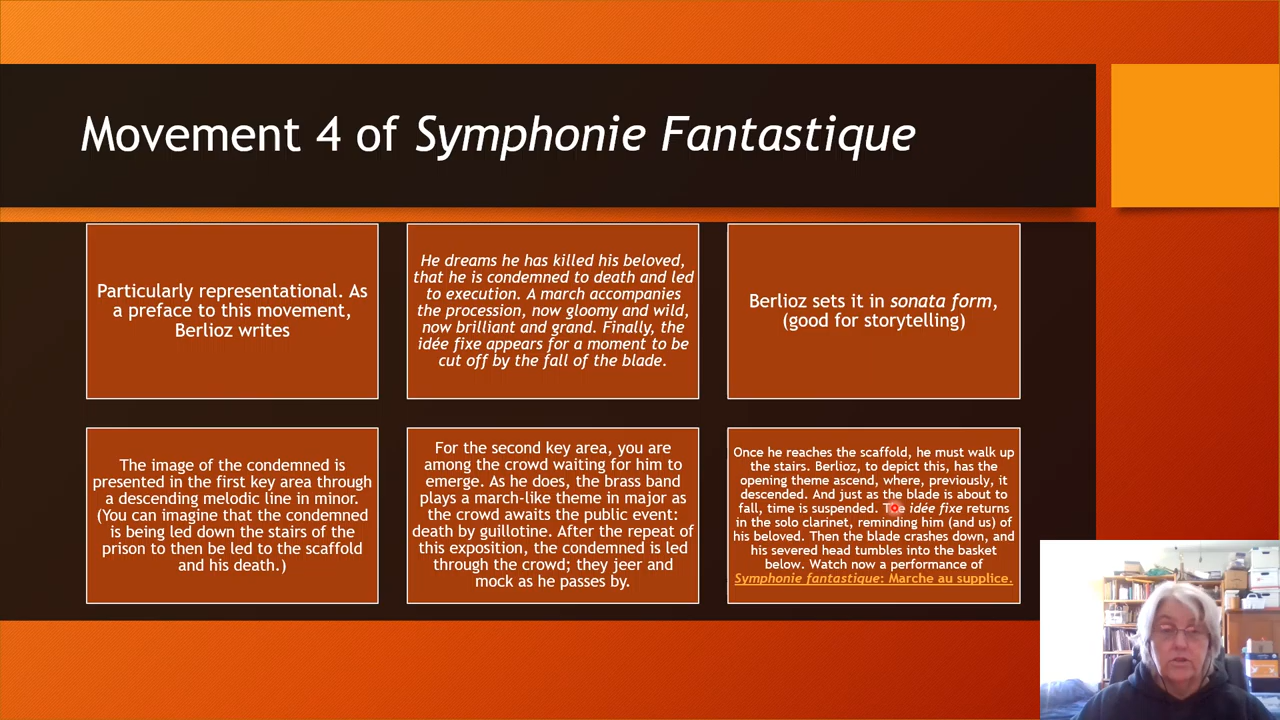 Movement 4 of Symphonie Fantastique
Particularly representational. As
a preface to this movement,
Berlioz writes
He dreams he has killed his beloved,
that he is condemned to death and led
to execution. A march accompanies
the procession, now gloomy and wild,
now brilliant and grand. Finally, the
idée fixe appears for a moment to be
cut off by the fall of the blade.
Berlioz sets it in sonata form,
(good for storytelling)
The image of the condemned is
presented in the first key area through
a descending melodic line in minor.
(You can imagine that the condemned
is being led down the stairs of the
prison to then be led to the scaffold
and his death.)
For the second key area, you are
among the crowd waiting for him to
emerge. As he does, the brass band
plays a march-like theme in major as
the crowd awaits the public event:
death by guillotine. After the repeat of
this exposition, the condemned is led
through the crowd; they jeer and
mock as he passes by.
Once he reaches the scaffold, he must walk up
the stairs. Berlioz, to depict this, has the
opening theme ascend, where, previously, it
descended. And just as the blade is about to
fall, time is suspended. The idée fixe returns
in the solo clarinet, reminding him (and us) of
his beloved. Then the blade crashes down, and
his severed head tumbles into the basket
below. Watch now a performance of
Symphonie fantastique: Marche au supplice.